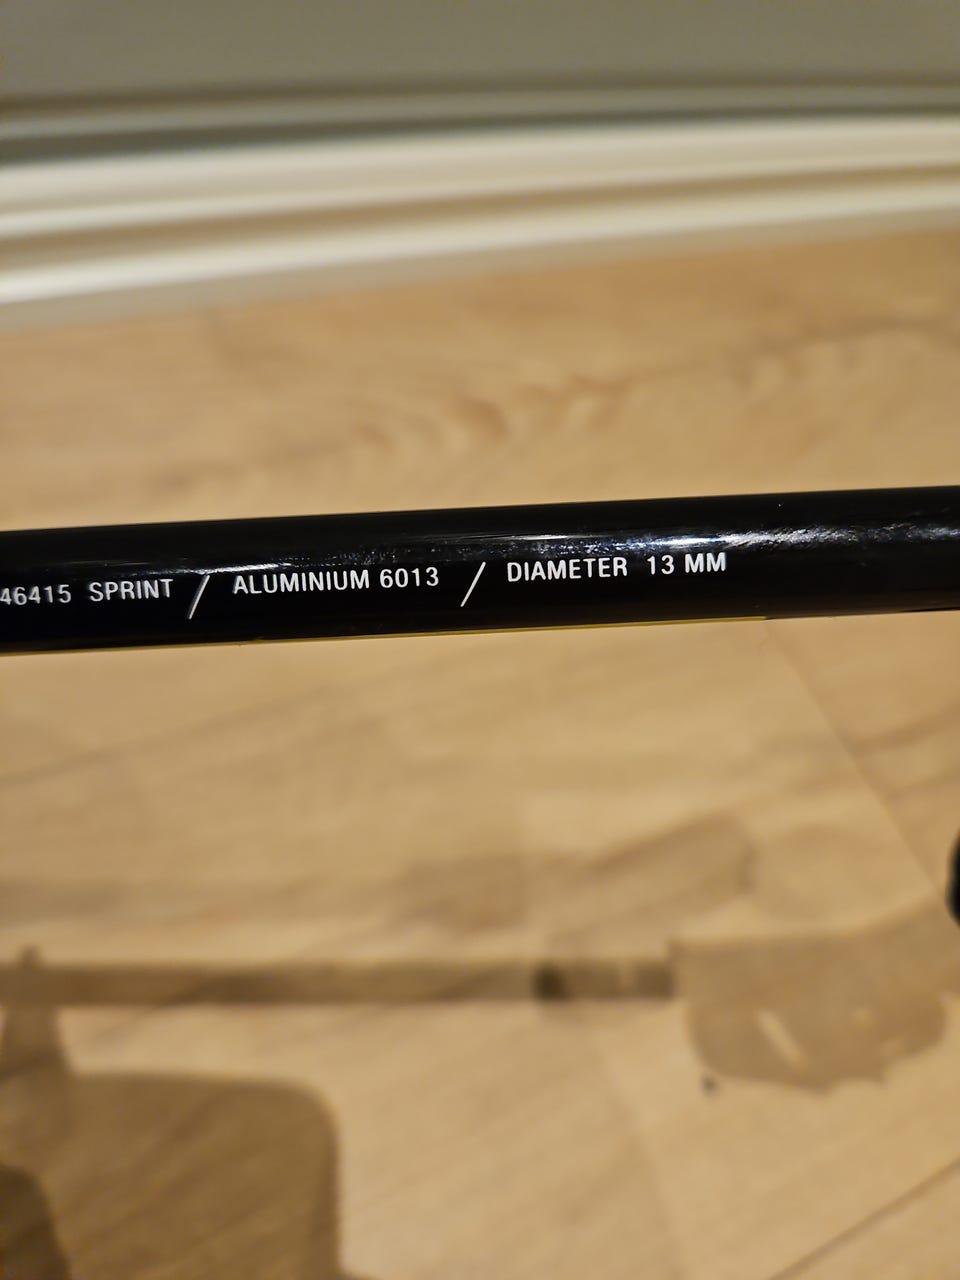 46415 SPRINT / ALUMINIUM 6013 / DIAMETER 13 MM